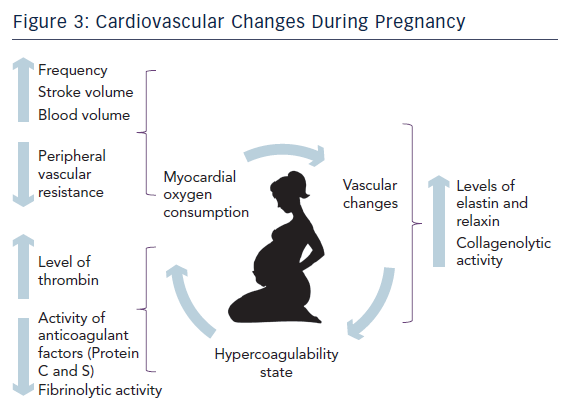 Figure 3: Cardiovascular Changes During Pregnancy
Frequency
Stroke volume
Blood volume
Peripheral
vascular
resistance
Myocardial
oxygen
consumption
Vascular
changes
Levels of
elastin and
relaxin
Collagenolytic
activity
Level of
thrombin
Activity of
anticoagulant
factors (Protein
C and S)
Fibrinolytic activity
Hypercoagulability
state